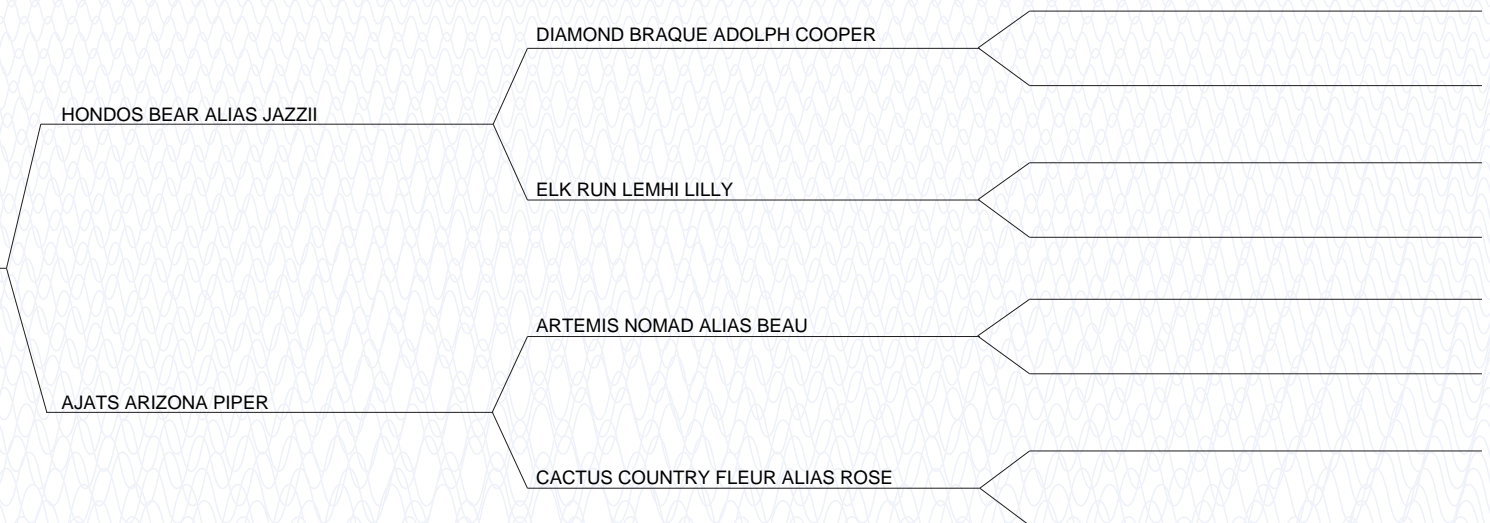 DIAMOND BRAQUE ADOLPH COOPER
HONDOS BEAR ALIAS JAZZII
ELK RUN LEMHI LILLY
ARTEMIS NOMAD ALIAS BEAU
AJATS ARIZONA PIPER
CACTUS COUNTRY FLEUR ALIAS ROSE